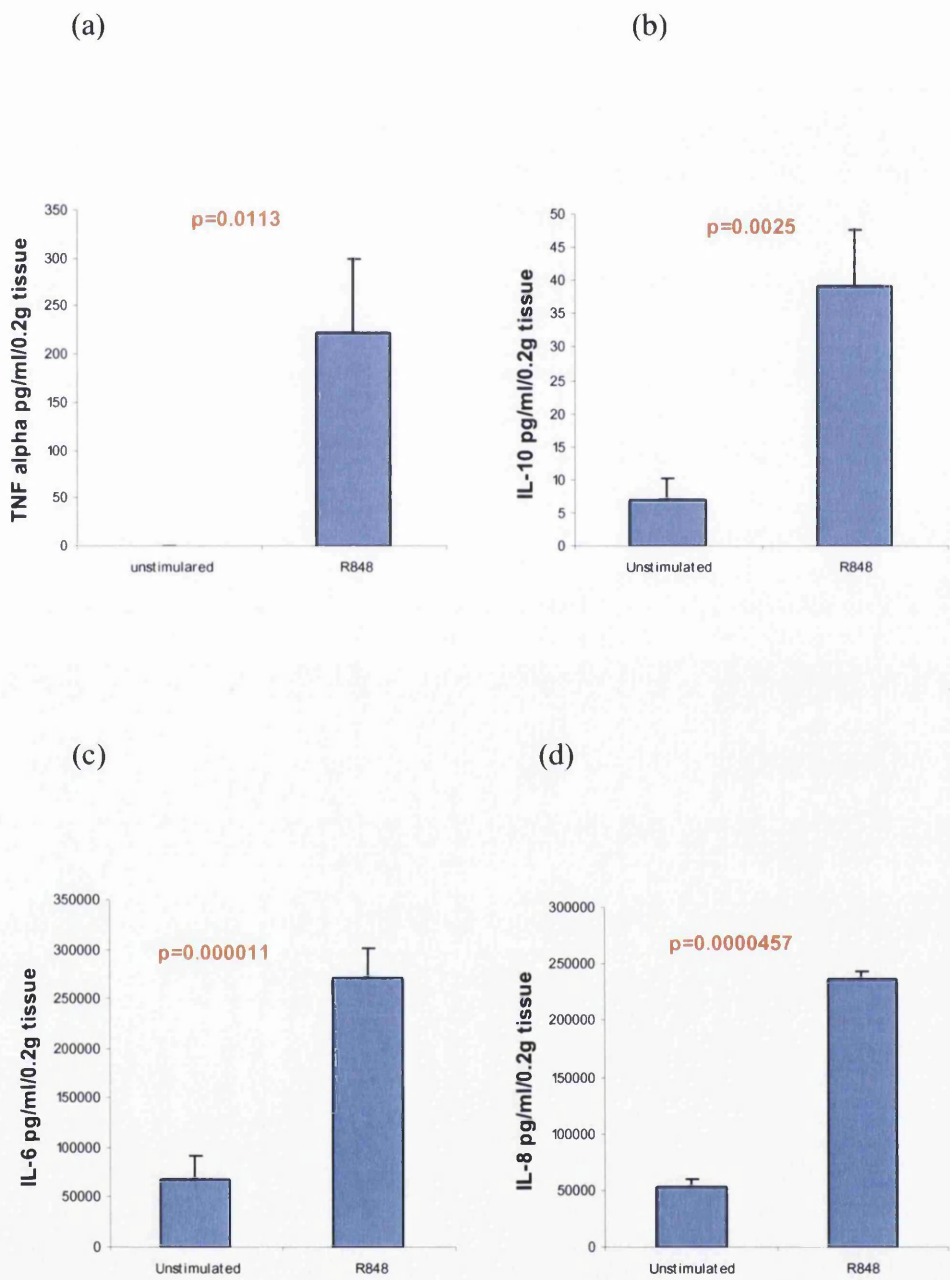 (a)
TNF alpha pg/ml/0.2g tissue
350
300
250
200
150
100
50
0
p=0.0113
unstimulared
R848
(b)
IL-10 pg/ml/0.2g tissue
50
45
40
35
30
25
20
15
10
5
0
p=0.0025
Unstimulated
R848
(c)
IL-6 pg/ml/0.2g tissue
350000
300000
250000
200000
150000
100000
50000
0
p=0.000011
Unstimulated
R848
(d)
IL-8 pg/ml/0.2g tissue
300000
250000
200000
150000
100000
50000
0
p=0.0000457
Unstimulated
R848